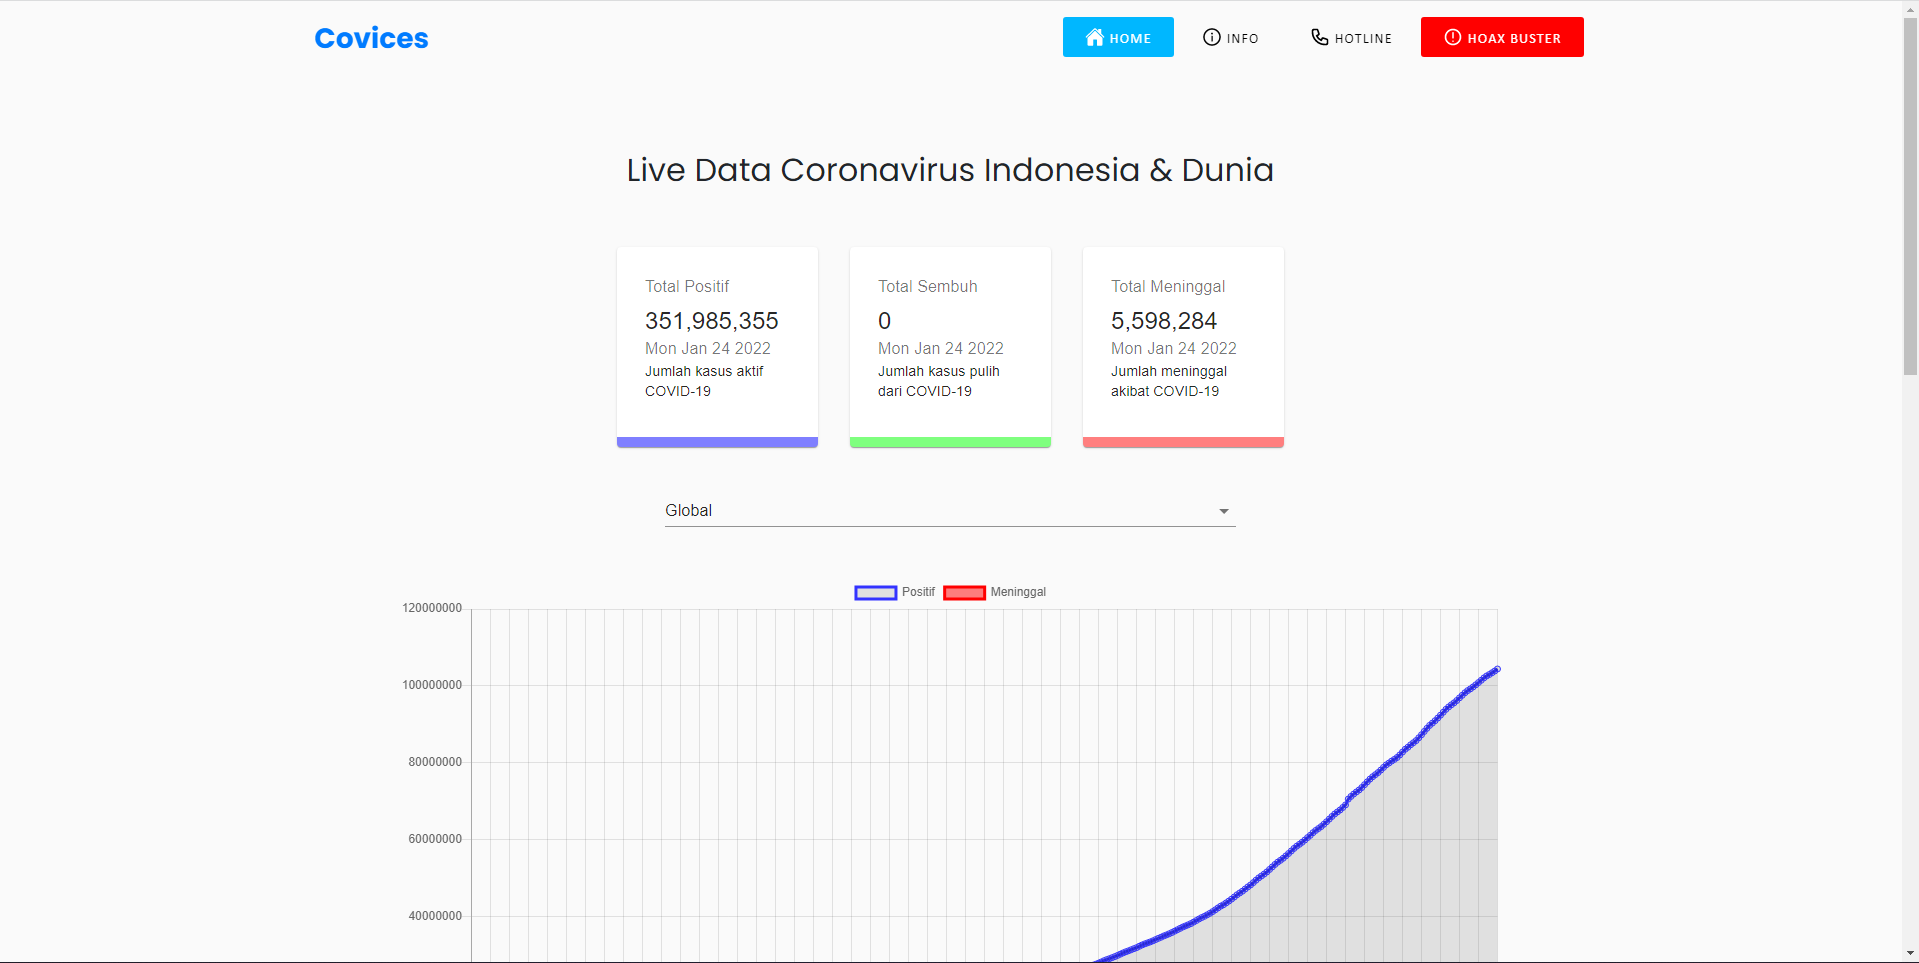 Covices
HOME
INFO
HOTLINE
HOAX BUSTER
Live Data Coronavirus Indonesia & Dunia
Total Positif
351,985,355
Mon Jan 24 2022
Jumlah kasus aktif
COVID-19
Total Sembuh
0
Mon Jan 24 2022
Jumlah kasus pulih
dari COVID-19
Total Meninggal
5,598,284
Mon Jan 24 2022
Jumlah meninggal
akibat COVID-19
Global
Positif
Meninggal
120000000
100000000
80000000
60000000
40000000